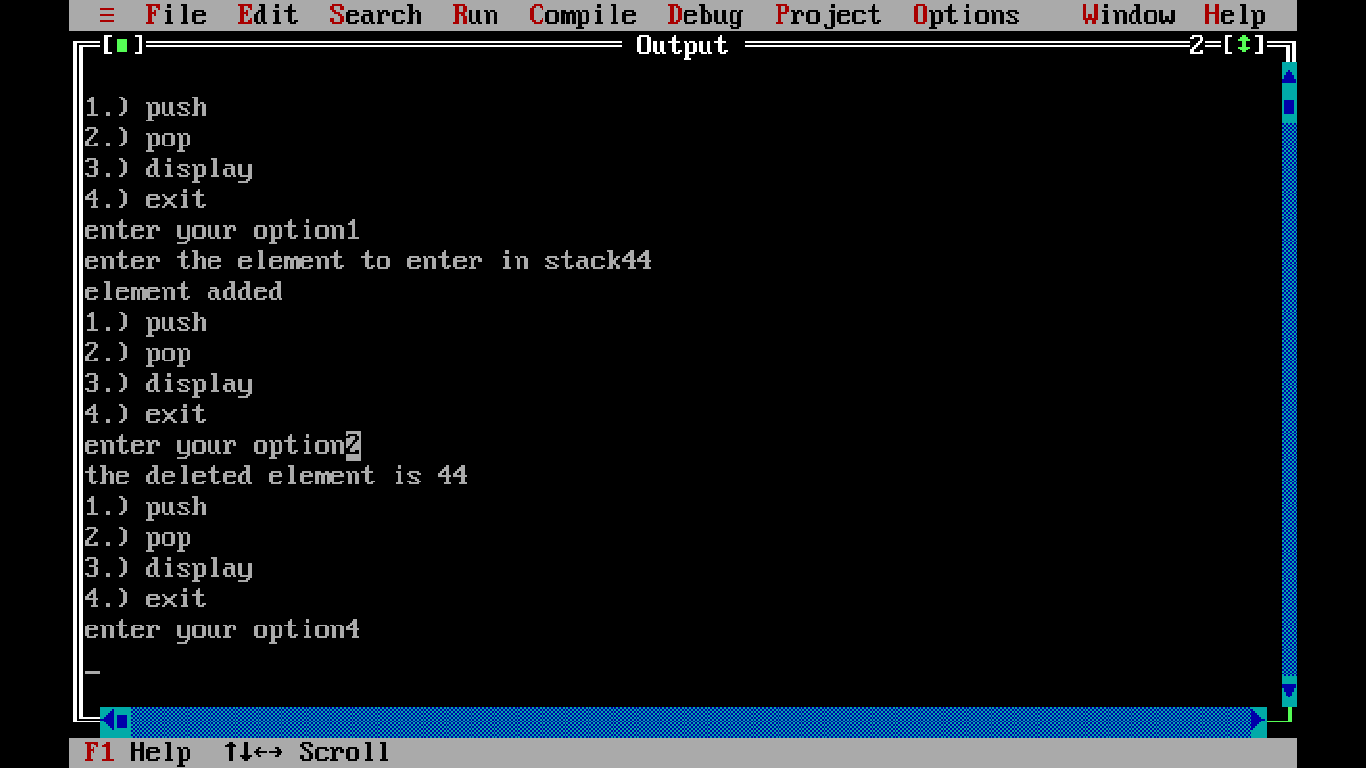 ≡ File Edit Search Run Compile Debug Project Options Window Help
[■] Output 2=[↕]
1.) push
2.) pop
3.) display
4.) exit
enter your option1
enter the element to enter in stack44
element added
1.) push
2.) pop
3.) display
4.) exit
enter your option2
the deleted element is 44
1.) push
2.) pop
3.) display
4.) exit
enter your option4
_
F1 Help ↑↓←→ Scroll